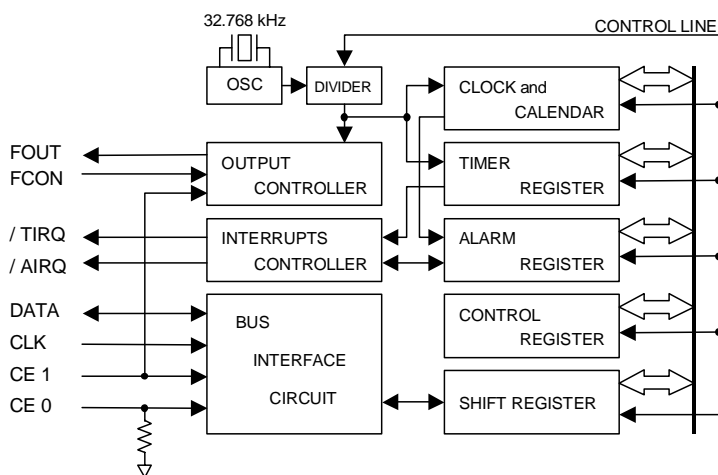 32.768 kHz
CONTROL LINE
OSC
DIVIDER
CLOCK and
CALENDAR
FOUT
FCON
OUTPUT
CONTROLLER
TIMER
REGISTER
/ TIRQ
/ AIRQ
INTERRUPTS
CONTROLLER
ALARM
REGISTER
DATA
CLK
CE 1
CE 0
BUS
INTERFACE
CIRCUIT
CONTROL
REGISTER
SHIFT REGISTER